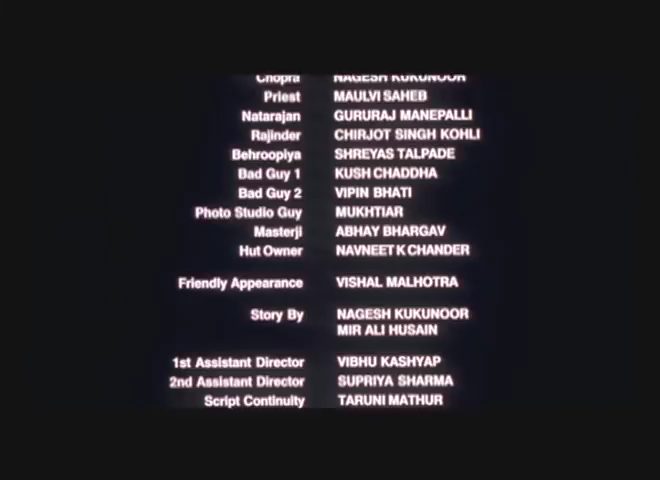 Chopra NAGESH KUKUNOOR
Priest MAULVI SAHEB
Natarajan GURURAJ MANEPALLI
Rajinder CHIRJOT SINGH KOHLI
Behroopiya SHREYAS TALPADE
Bad Guy 1 KUSH CHADDHA
Bad Guy 2 VIPIN BHATI
Photo Studio Guy MUKHTIAR
Masterji ABHAY BHARGAV
Hut Owner NAVNEET K CHANDER
Friendly Appearance VISHAL MALHOTRA
Story By NAGESH KUKUNOOR
MIR ALI HUSAIN
1st Assistant Director VIBHU KASHYAP
2nd Assistant Director SUPRIYA SHARMA
Script Continuity TARUNI MATHUR